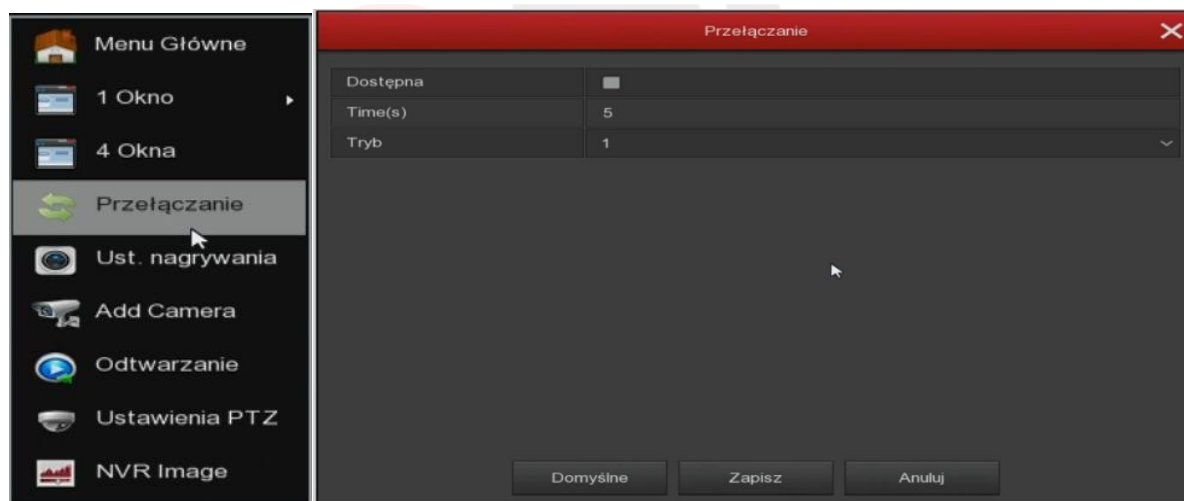 Menu Główne
1 Okno
4 Okna
Przełączanie
Ust. nagrywania
Add Camera
Odtwarzanie
Ustawienia PTZ
NVR Image
Przełączanie
Dostępna
Time(s) 5
Tryb 1
Domyślne Zapisz Anuluj